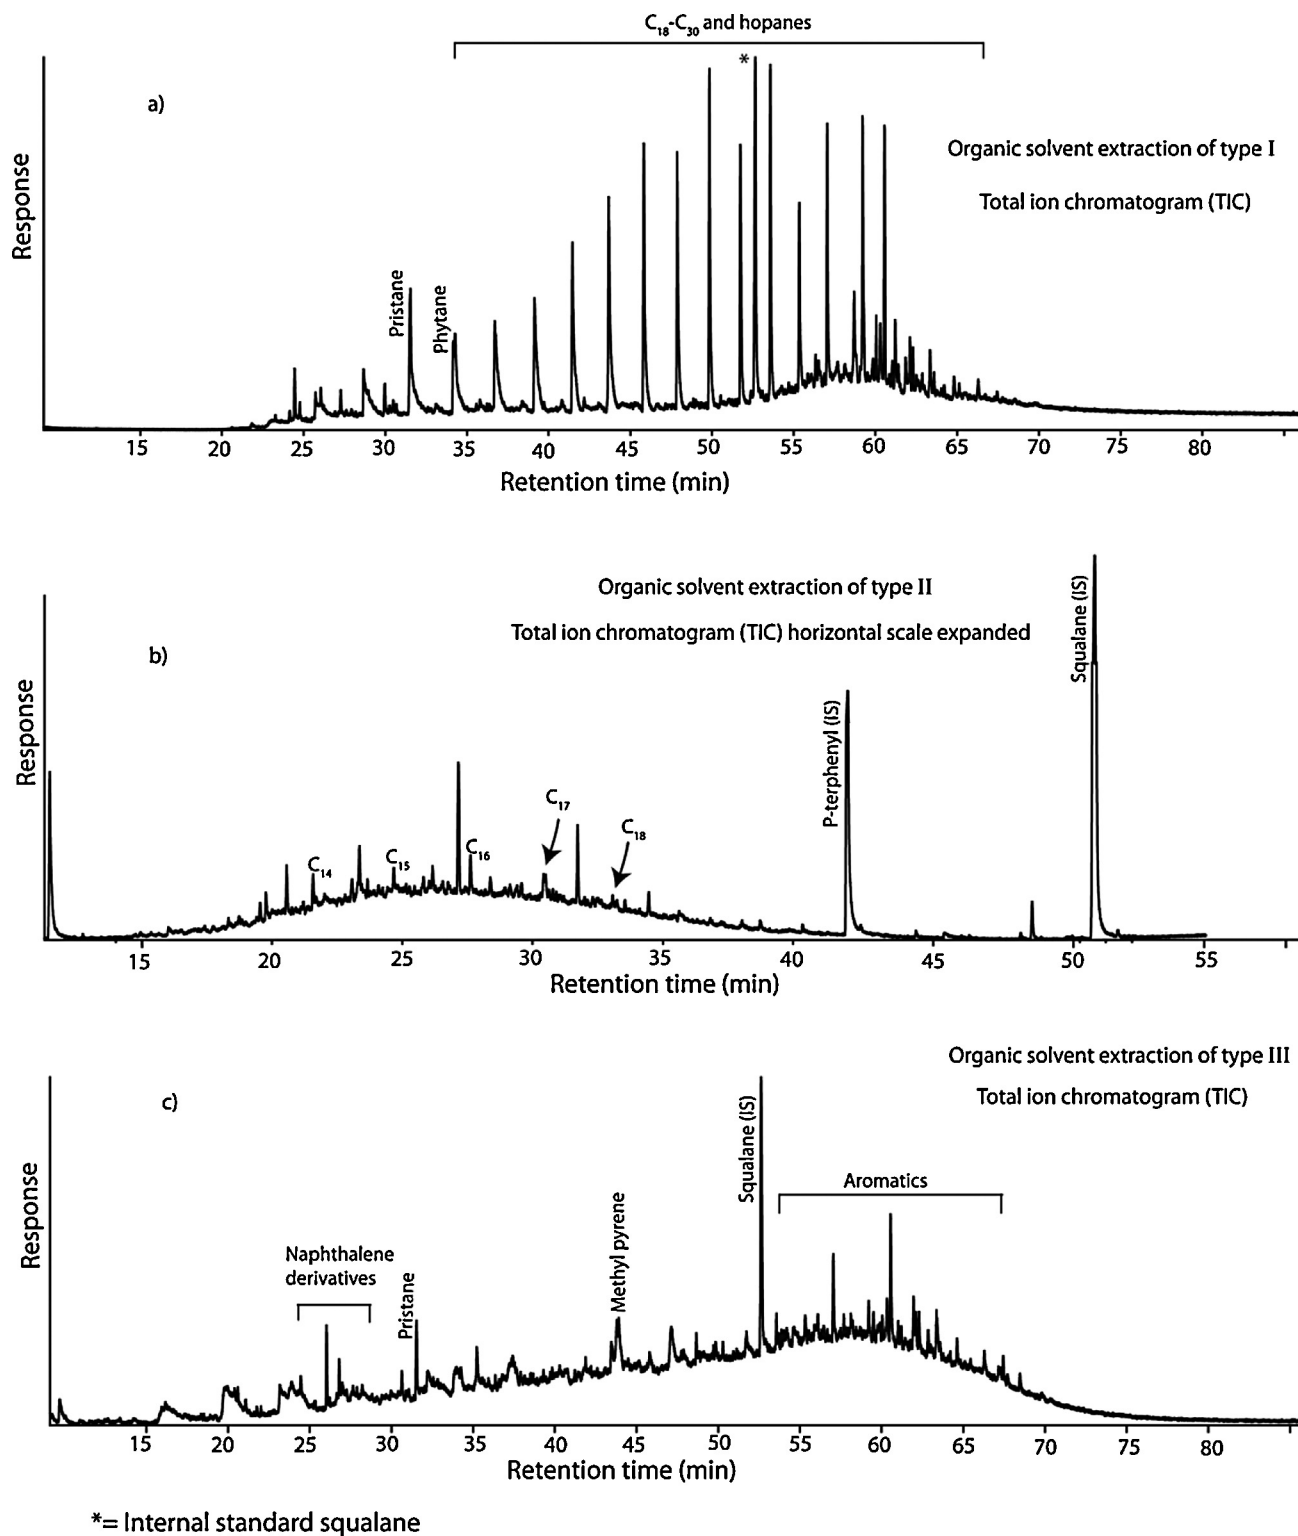 C₁₈-C₃₀ and hopanes
*
a)
Organic solvent extraction of type I
Total ion chromatogram (TIC)
Response
Pristane
Phytane
15 20 25 30 35 40 45 50 55 60 65 70 75 80
Retention time (min)
Organic solvent extraction of type II
Total ion chromatogram (TIC) horizontal scale expanded
b)
Response
C₁₄
C₁₅
C₁₆
C₁₇
C₁₈
P-terphenyl (IS)
Squalane (IS)
15 20 25 30 35 40 45 50 55
Retention time (min)
Organic solvent extraction of type III
Total ion chromatogram (TIC)
c)
Response
Naphthalene
derivatives
Pristane
Methyl pyrene
Squalane (IS)
Aromatics
15 20 25 30 35 40 45 50 55 60 65 70 75 80
Retention time (min)
*= Internal standard squalane